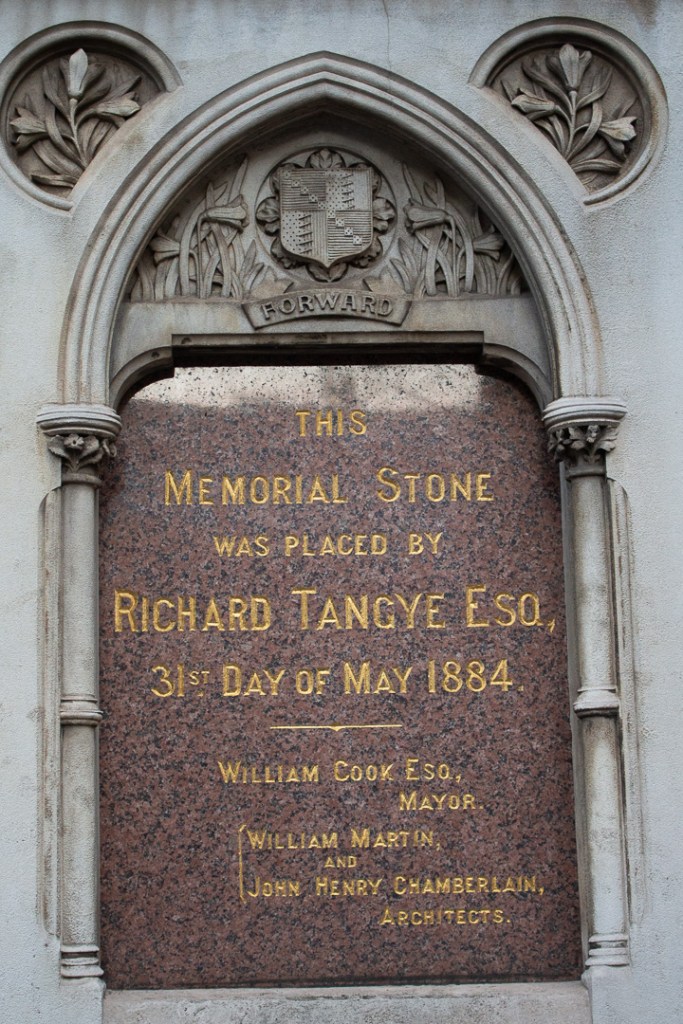 FORWARD
THIS
MEMORIAL STONE
WAS PLACED BY
RICHARD TANGYE ESQ.,
31ST DAY OF MAY 1884.
WILLIAM COOK ESQ.,
MAYOR.
WILLIAM MARTIN,
AND
JOHN HENRY CHAMBERLAIN,
ARCHITECTS.